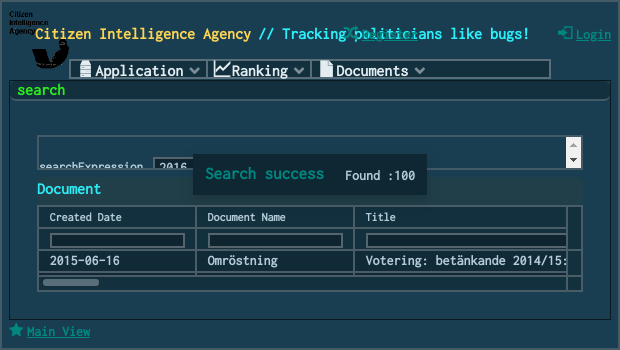 Citizen
Intelligence
Agency
Citizen Intelligence Agency // Tracking politicians like bugs!
Register
Login
Application
Ranking
Documents
search
searchExpression 2016
Search success Found :100
Document
Created Date Document Name Title
2015-06-16 Omröstning Votering: betänkande 2014/15:
Main View